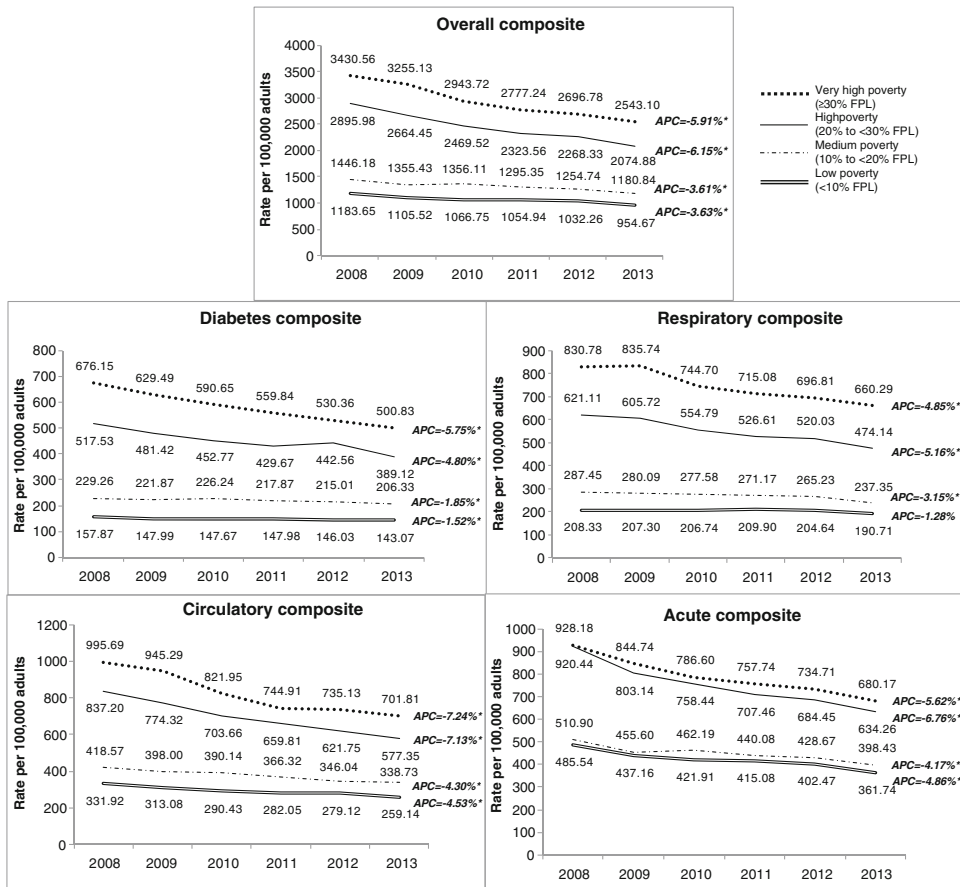 Overall composite
Rate per 100,000 adults
4000
3500
3000
2500
2000
1500
1000
500
0
3430.56 3255.13 2943.72 2777.24 2696.78 2543.10
APC=-5.91%*
2895.98 2664.45 2469.52 2323.56 2268.33 2074.88
APC=-6.15%*
1446.18 1355.43 1356.11 1295.35 1254.74 1180.84
APC=-3.61%*
1183.65 1105.52 1066.75 1054.94 1032.26 954.67
APC=-3.63%*
2008 2009 2010 2011 2012 2013
Very high poverty
(≥30% FPL)
Highpoverty
(20% to <30% FPL)
Medium poverty
(10% to <20% FPL)
Low poverty
(<10% FPL)
Diabetes composite
Rate per 100,000 adults
800
700
600
500
400
300
200
100
0
676.15 629.49 590.65 559.84 530.36 500.83
APC=-5.75%*
517.53 481.42 452.77 429.67 442.56 389.12
APC=-4.80%*
229.26 221.87 226.24 217.87 215.01 206.33
APC=-1.85%*
157.87 147.99 147.67 147.98 146.03 143.07
APC=-1.52%*
2008 2009 2010 2011 2012 2013
Respiratory composite
Rate per 100,000 adults
900
800
700
600
500
400
300
200
100
0
830.78 835.74 744.70 715.08 696.81 660.29
APC=-4.85%*
621.11 605.72 554.79 526.61 520.03 474.14
APC=-5.16%*
287.45 280.09 277.58 271.17 265.23 237.35
APC=-3.15%*
208.33 207.30 206.74 209.90 204.64 190.71
APC=-1.28%
2008 2009 2010 2011 2012 2013
Circulatory composite
Rate per 100,000 adults
1200
1000
800
600
400
200
0
995.69 945.29 821.95 744.91 735.13 701.81
APC=-7.24%*
837.20 774.32 703.66 659.81 621.75 577.35
APC=-7.13%*
418.57 398.00 390.14 366.32 346.04 338.73
APC=-4.30%*
331.92 313.08 290.43 282.05 279.12 259.14
APC=-4.53%*
2008 2009 2010 2011 2012 2013
Acute composite
Rate per 100,000 adults
1000
900
800
700
600
500
400
300
200
100
0
928.18 844.74 786.60 757.74 734.71 680.17
APC=-5.62%*
920.44 803.14 758.44 707.46 684.45 634.26
APC=-6.76%*
510.90 455.60 462.19 440.08 428.67 398.43
APC=-4.17%*
485.54 437.16 421.91 415.08 402.47 361.74
APC=-4.86%*
2008 2009 2010 2011 2012 2013